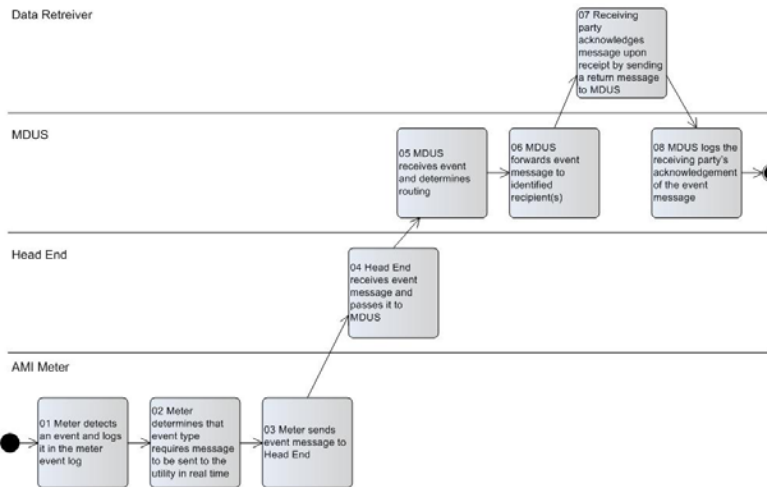 Data Retreiver
07 Receiving
party
acknowledges
message upon
receipt by sending
a return message
to MDUS
MDUS
05 MDUS
receives event
and determines
routing
06 MDUS
forwards event
message to
identified
recipient(s)
08 MDUS logs the
receiving party's
acknowledgement
of the event
message
Head End
04 Head End
receives event
message and
passes it to
MDUS
AMI Meter
01 Meter detects
an event and logs
it in the meter
event log
02 Meter
determines that
event type
requires message
to be sent to the
utility in real time
03 Meter sends
event message to
Head End